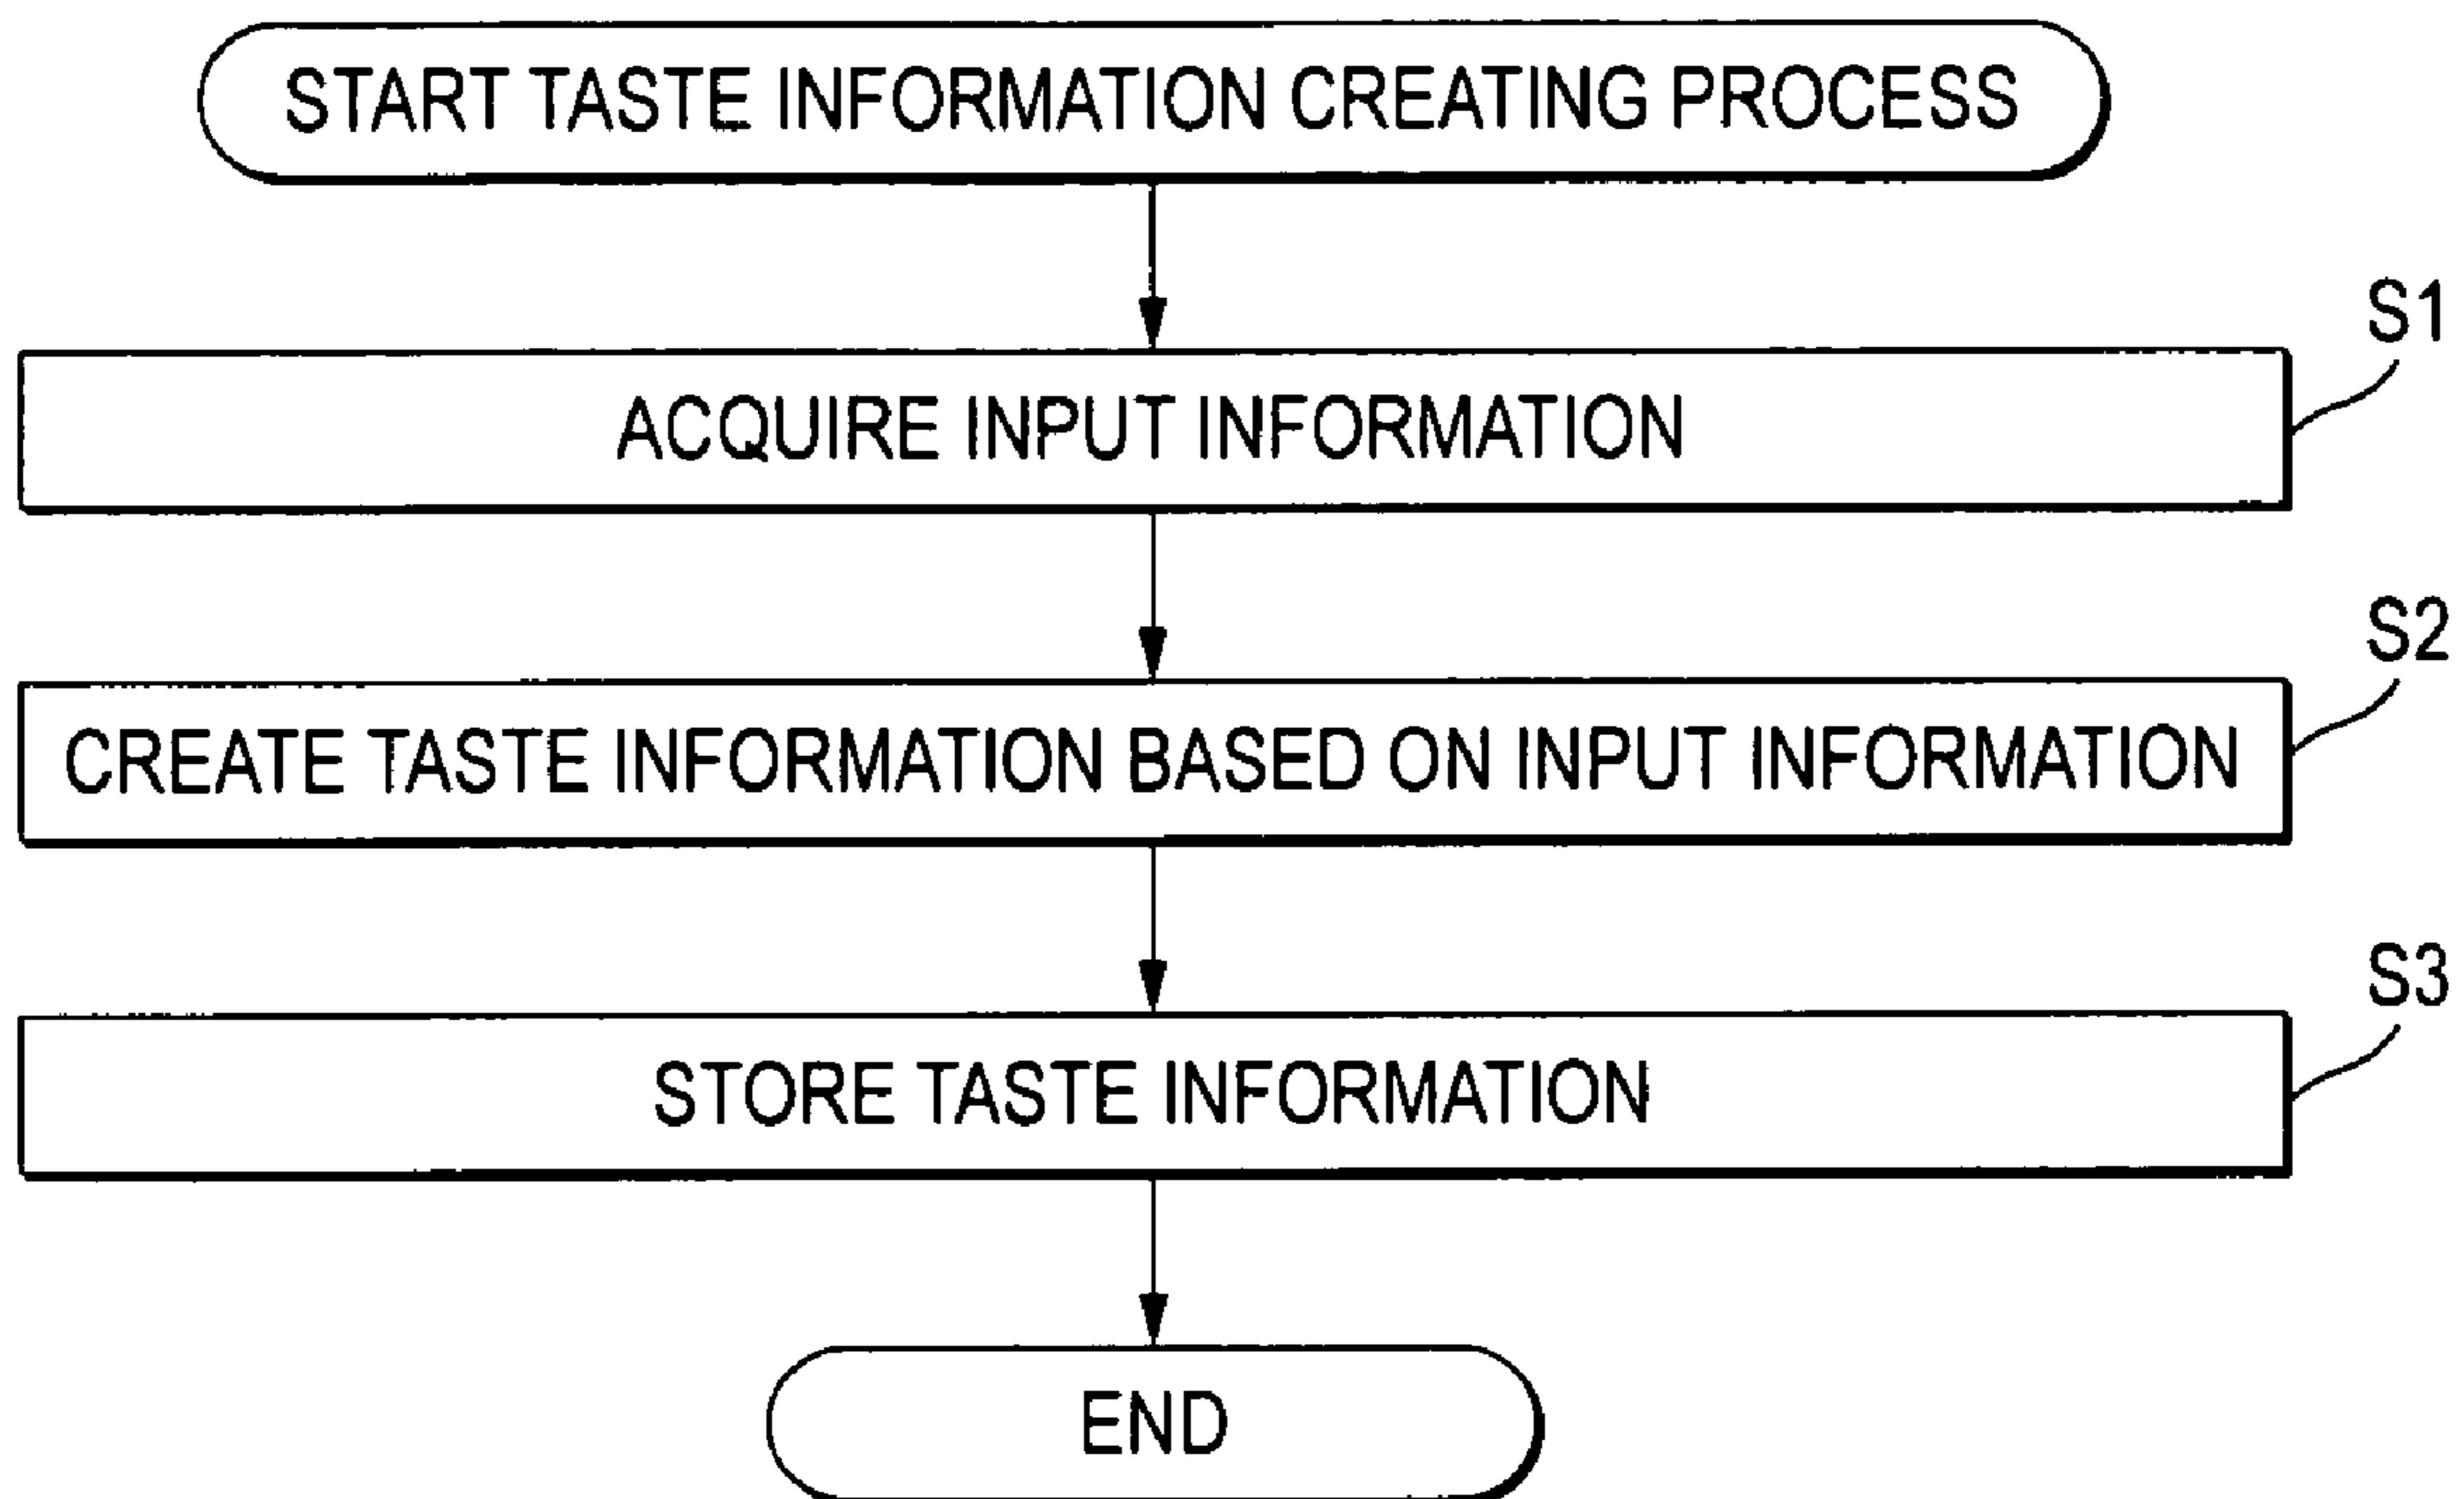 START TASTE INFORMATION CREATING PROCESS
S1
ACQUIRE INPUT INFORMATION
S2
CREATE TASTE INFORMATION BASED ON INPUT INFORMATION
S3
STORE TASTE INFORMATION
END